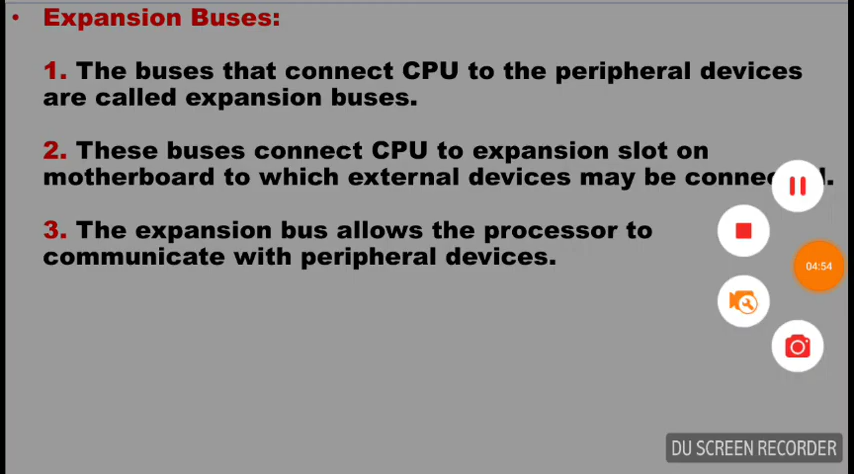 • Expansion Buses:
1. The buses that connect CPU to the peripheral devices
are called expansion buses.
2. These buses connect CPU to expansion slot on
motherboard to which external devices may be
3. The expansion bus allows the processor to
communicate with peripheral devices.
04:54
DU SCREEN RECORDER